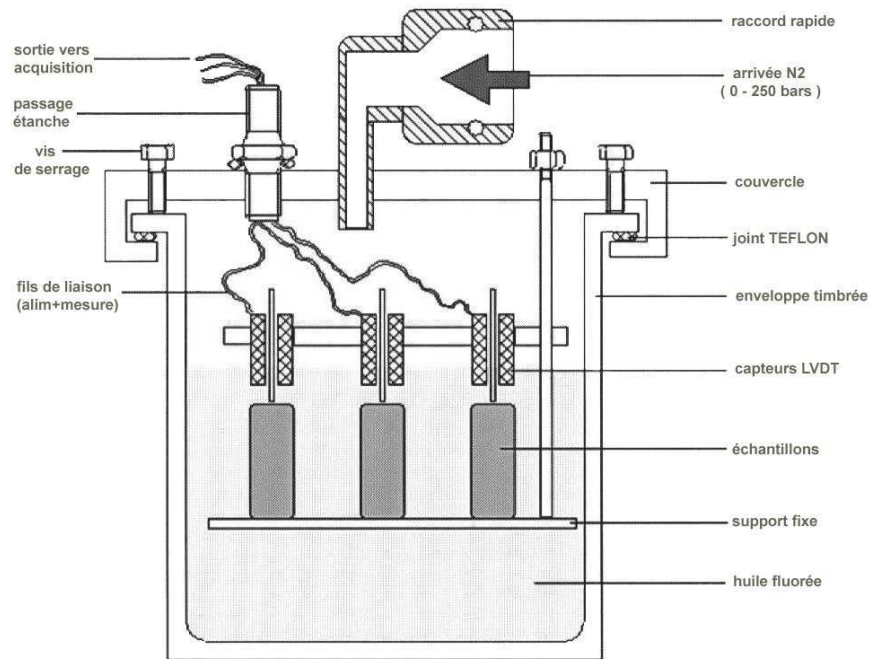 sortie vers
acquisition
passage
étanche
vis
de serrage
fils de liaison
(alim+mesure)
raccord rapide
arrivée N2
( 0 - 250 bars )
couvercle
joint TEFLON
enveloppe timbrée
capteurs LVDT
échantillons
support fixe
huile fluorée